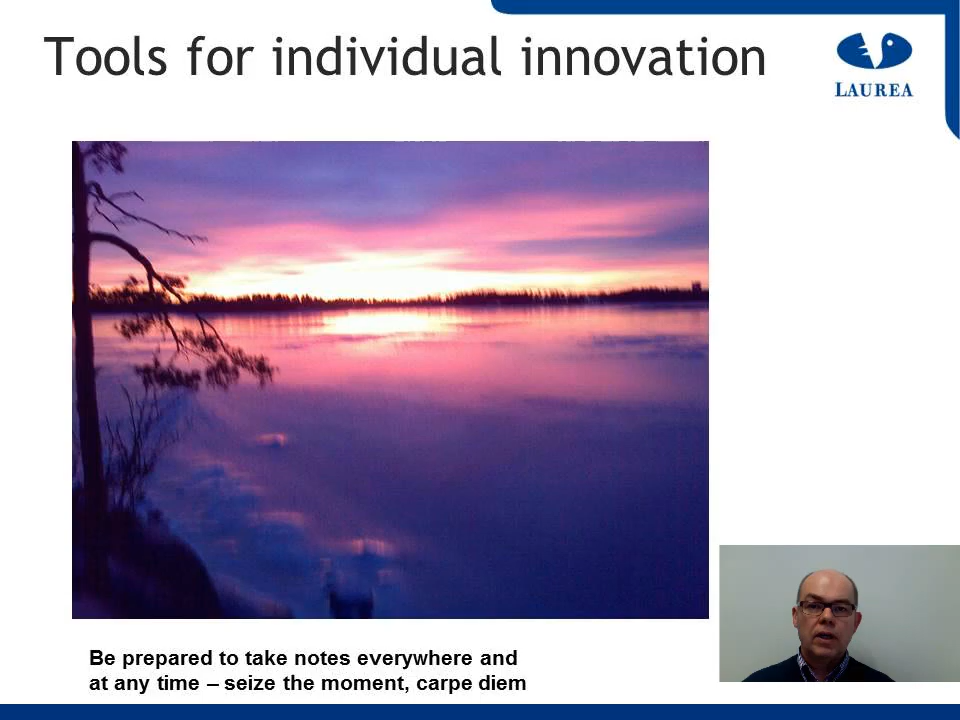 Tools for individual innovation
LAUREA
Be prepared to take notes everywhere and
at any time – seize the moment, carpe diem